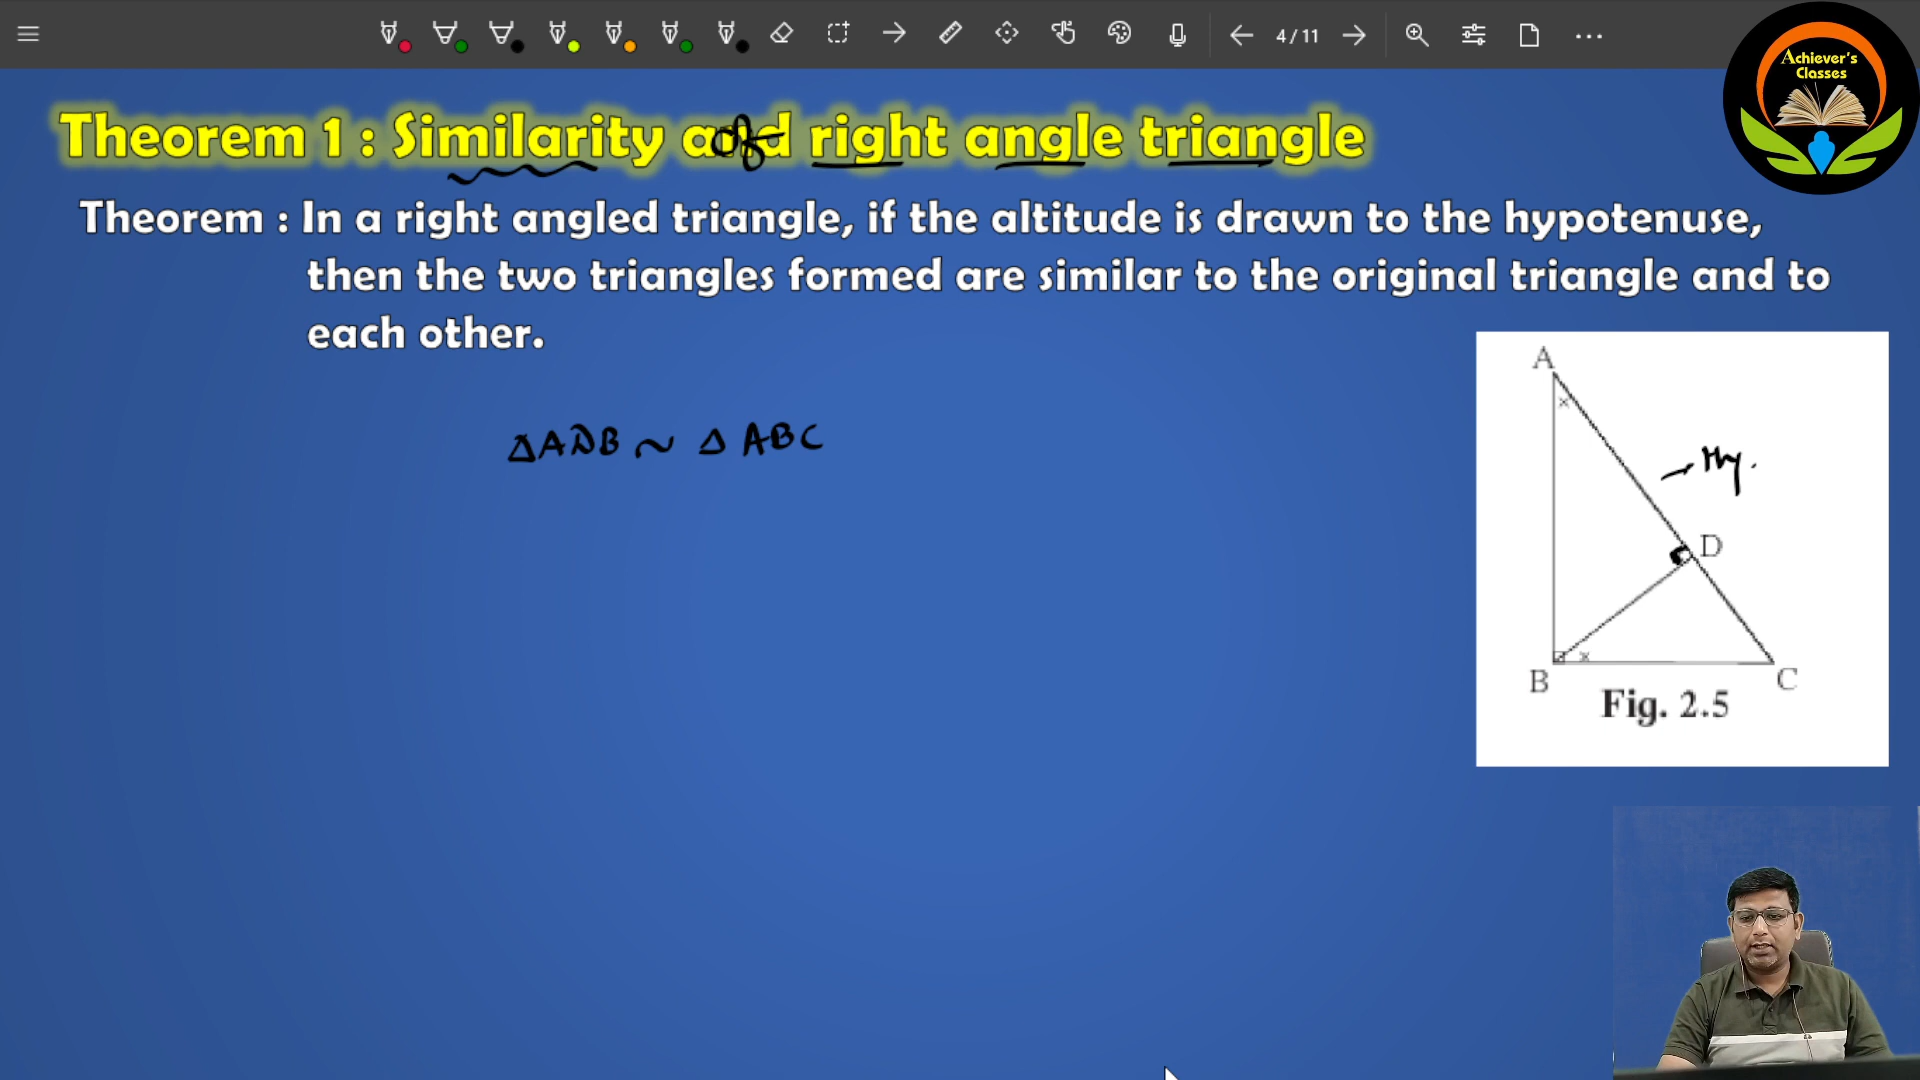 4 / 11
Achiever's
Classes
Theorem 1 : Similarity of right angle triangle
Theorem : In a right angled triangle, if the altitude is drawn to the hypotenuse,
then the two triangles formed are similar to the original triangle and to
each other.
A
△ADB ~ △ABC
→ Hy.
D
B
C
Fig. 2.5